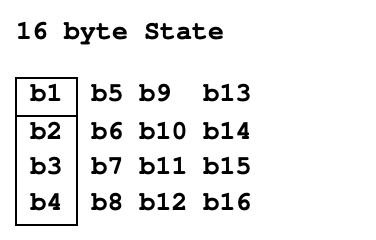 16 byte State
b1 b5 b9 b13
b2 b6 b10 b14
b3 b7 b11 b15
b4 b8 b12 b16